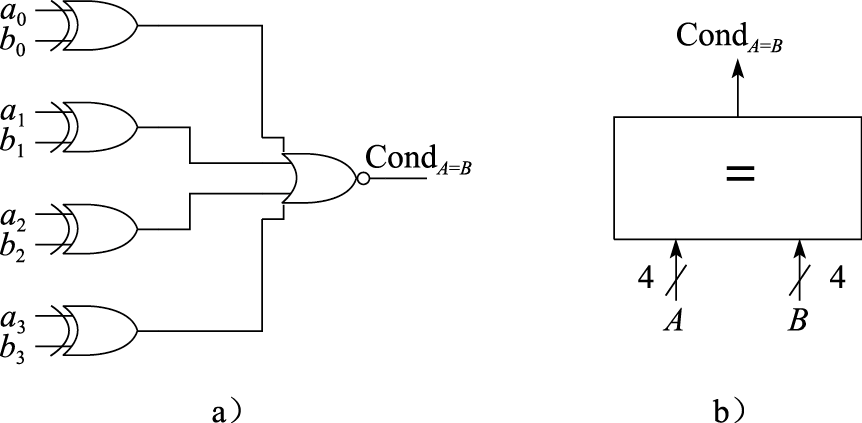 a₀
b₀
a₁
b₁
a₂
b₂
a₃
b₃
Cond_A=B
a）
Cond_A=B
=
4 4
A B
b）